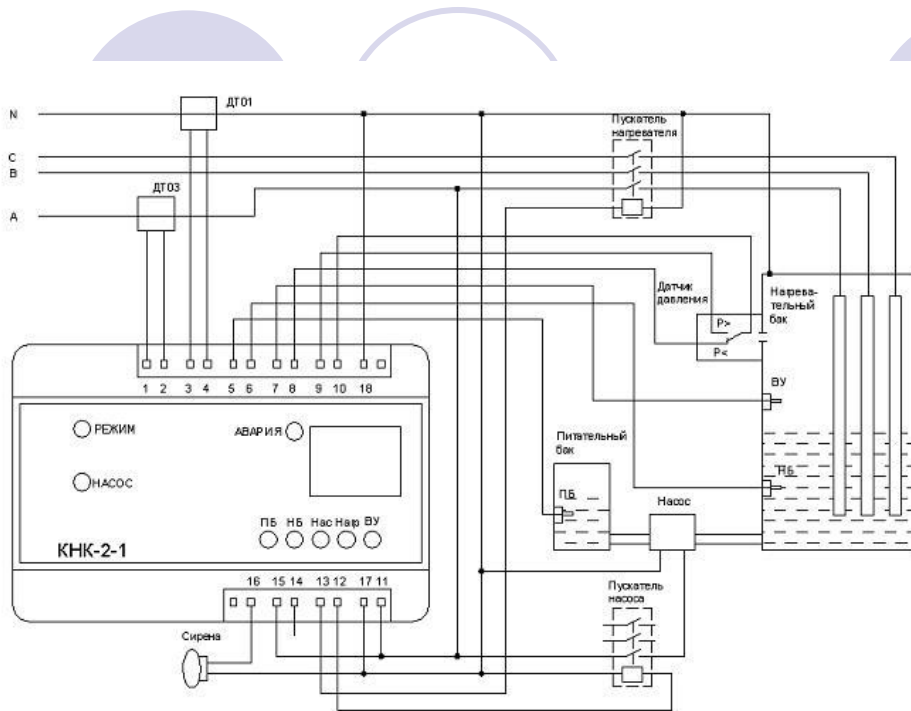 ДТ01
N
Пускатель
нагревателя
C
B
ДТ03
A
Датчик
давления
Нагрева-
тельный
бак
P>
P<
1 2 3 4 5 6 7 8 9 10 18
ВУ
РЕЖИМ
АВАРИЯ
Питательный
бак
НБ
НАСОС
ПБ
Насос
ПБ НБ Нас Нагр ВУ
КНК-2-1
16 15 14 13 12 17 11
Пускатель
насоса
Сирена